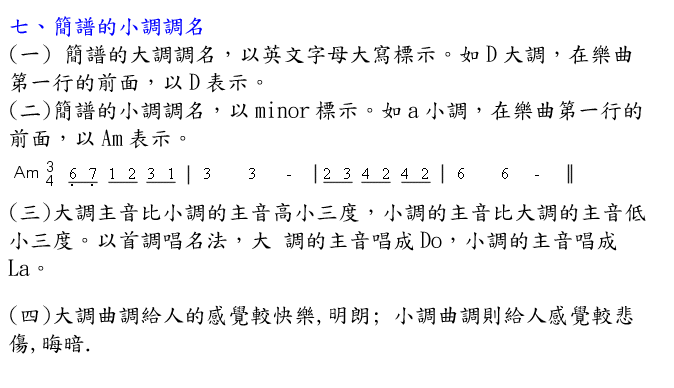 七、簡譜的小調調名
(一) 簡譜的大調調名，以英文字母大寫標示。如 D 大調，在樂曲
第一行的前面，以 D 表示。
(二)簡譜的小調調名，以 minor 標示。如 a 小調，在樂曲第一行的
前面，以 Am 表示。
Am 3/4 6̣ 7̣ 1 2 3 1 | 3 3 - | 2 3 4 2 4 2 | 6 6 - ‖
(三)大調主音比小調的主音高小三度，小調的主音比大調的主音低
小三度。以首調唱名法，大 調的主音唱成 Do，小調的主音唱成
La。
(四)大調曲調給人的感覺較快樂,明朗; 小調曲調則給人感覺較悲
傷,晦暗.